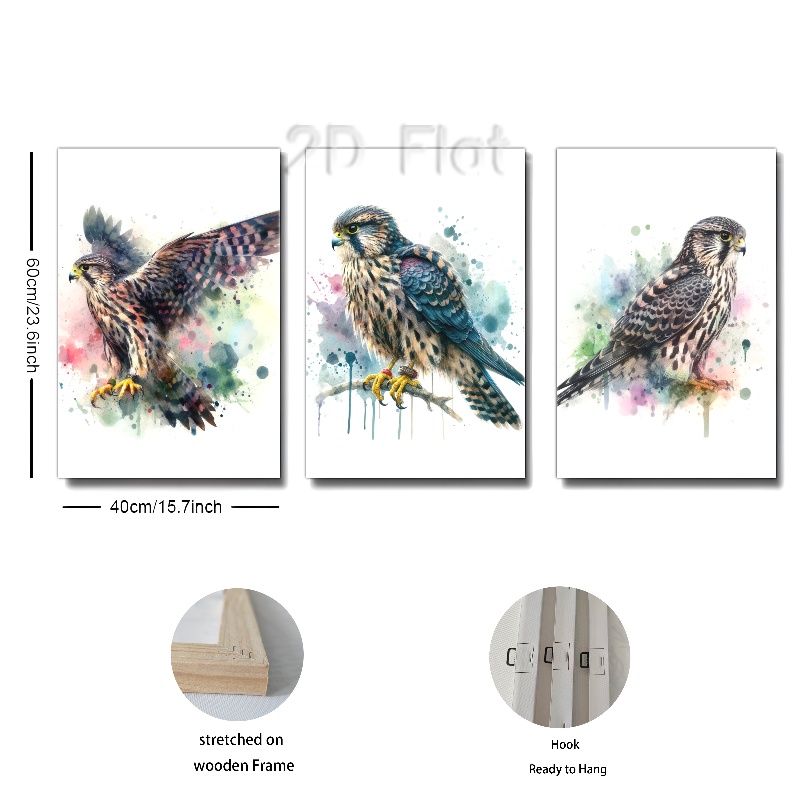 2D Flat
60cm/23.6inch
40cm/15.7inch
stretched on
wooden Frame
Hook
Ready to Hang